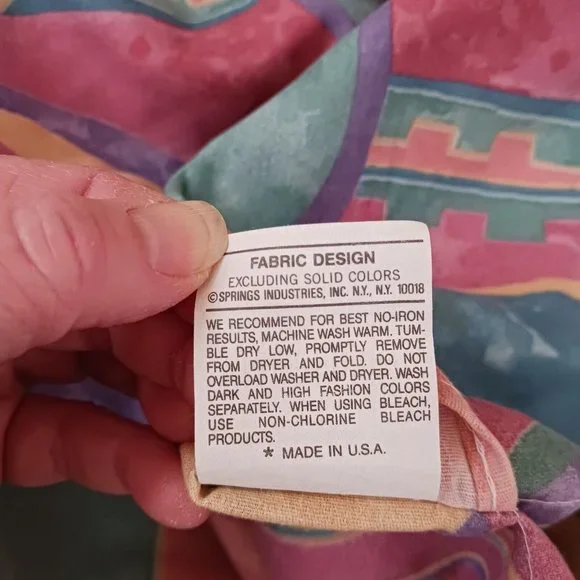 FABRIC DESIGN
EXCLUDING SOLID COLORS
©SPRINGS INDUSTRIES, INC. N.Y., N.Y. 10018
WE RECOMMEND FOR BEST NO-IRON
RESULTS, MACHINE WASH WARM. TUM-
BLE DRY LOW, PROMPTLY REMOVE
FROM DRYER AND FOLD. DO NOT
OVERLOAD WASHER AND DRYER. WASH
DARK AND HIGH FASHION COLORS
SEPARATELY. WHEN USING BLEACH,
USE NON-CHLORINE BLEACH
PRODUCTS.
* MADE IN U.S.A.